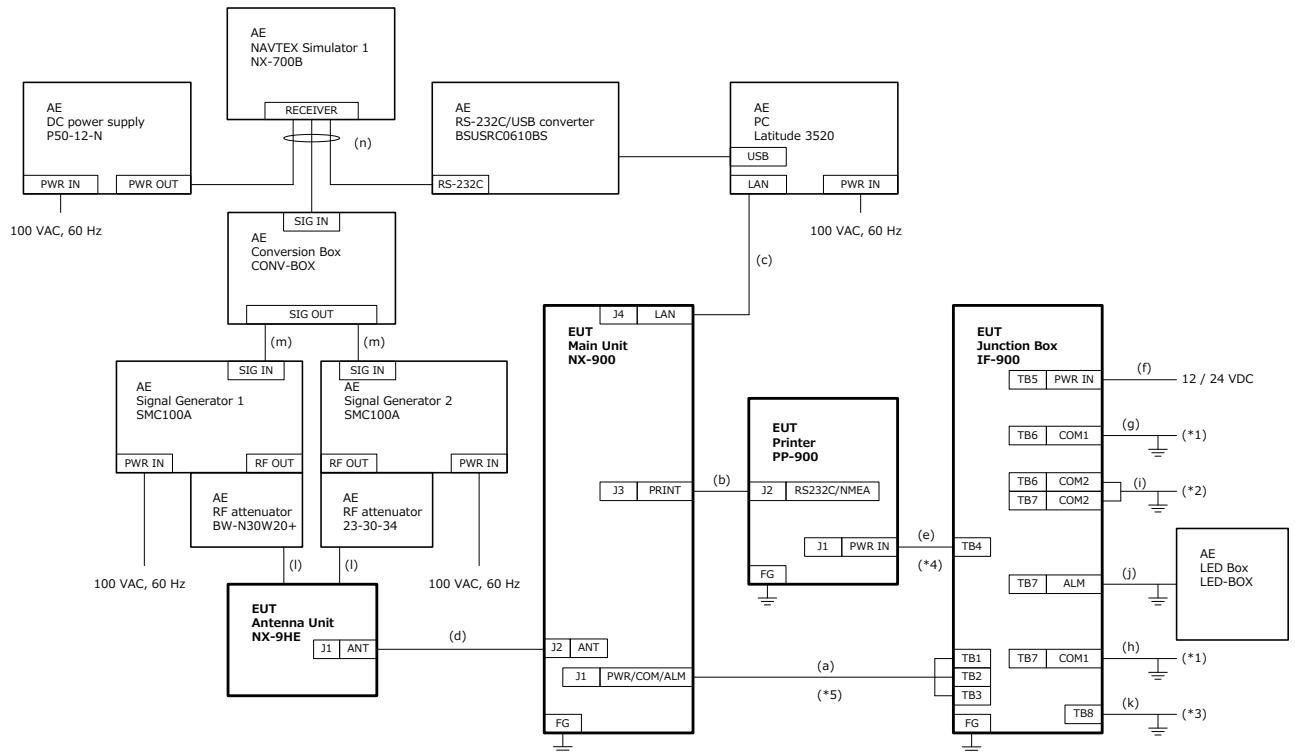 AE
NAVTEX Simulator 1
NX-700B
RECEIVER
(n)
AE
DC power supply
P50-12-N
PWR IN
PWR OUT
100 VAC, 60 Hz
AE
RS-232C/USB converter
BSUSRC0610BS
RS-232C
AE
PC
Latitude 3520
USB
LAN
PWR IN
100 VAC, 60 Hz
(c)
SIG IN
AE
Conversion Box
CONV-BOX
SIG OUT
(m)
(m)
SIG IN
AE
Signal Generator 1
SMC100A
PWR IN
RF OUT
SIG IN
AE
Signal Generator 2
SMC100A
RF OUT
PWR IN
AE
RF attenuator
BW-N30W20+
AE
RF attenuator
23-30-34
(l)
(l)
100 VAC, 60 Hz
100 VAC, 60 Hz
EUT
Antenna Unit
NX-9HE
J1
ANT
(d)
J4
LAN
EUT
Main Unit
NX-900
J3
PRINT
J2
ANT
J1
PWR/COM/ALM
FG
(b)
EUT
Printer
PP-900
J2
RS232C/NMEA
J1
PWR IN
FG
(e)
(*4)
(a)
(*5)
EUT
Junction Box
IF-900
TB5
PWR IN
(f)
12 / 24 VDC
TB6
COM1
(g)
(*1)
TB6
COM2
TB7
COM2
(i)
(*2)
TB4
TB7
ALM
(j)
AE
LED Box
LED-BOX
TB1
TB2
TB3
TB7
COM1
(h)
(*1)
TB8
(k)
(*3)
FG